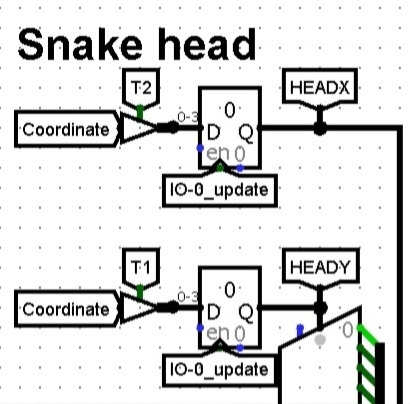 Snake head
T2
HEADX
Coordinate
0-3
0
D Q
en 0
IO-0_update
T1
HEADY
Coordinate
0-3
0
D Q
en 0
0
IO-0_update